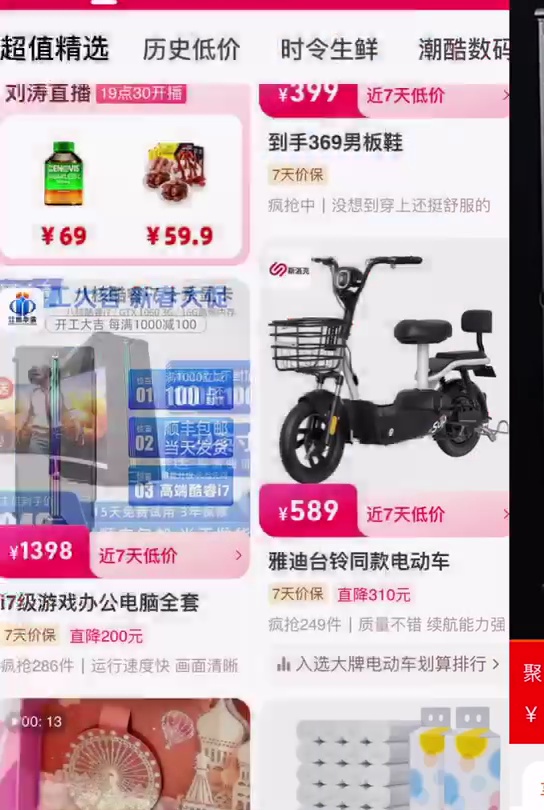 超值精选
历史低价
时令生鲜
潮酷数码
刘涛直播 19点30开播
GENOVIS
¥69
¥59.9
¥399 近7天低价
到手369男板鞋
7天价保
疯抢中 | 没想到穿上还挺舒服的
开工大吉 每满1000减100
01
02 顺丰包邮
当天发货
03 高端酷睿i7
¥1398 近7天低价
i7级游戏办公电脑全套
7天价保 直降200元
疯抢286件 | 运行速度快 画面清晰
¥589 近7天低价
雅迪台铃同款电动车
7天价保 直降310元
疯抢249件 | 质量不错 续航能力强
入选大牌电动车划算排行
00:13
聚
¥